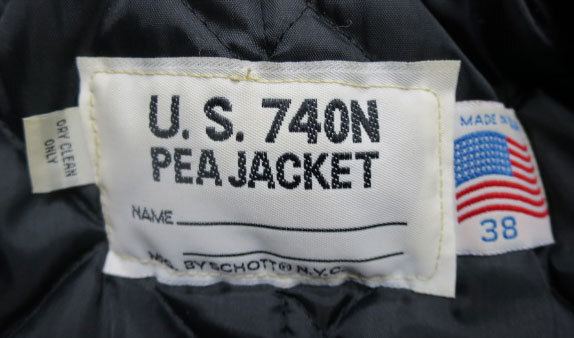 U. S. 740N
PEA JACKET
NAME
BY SCHOTT® N.Y.C.
DRY CLEAN
ONLY
MADE IN
38